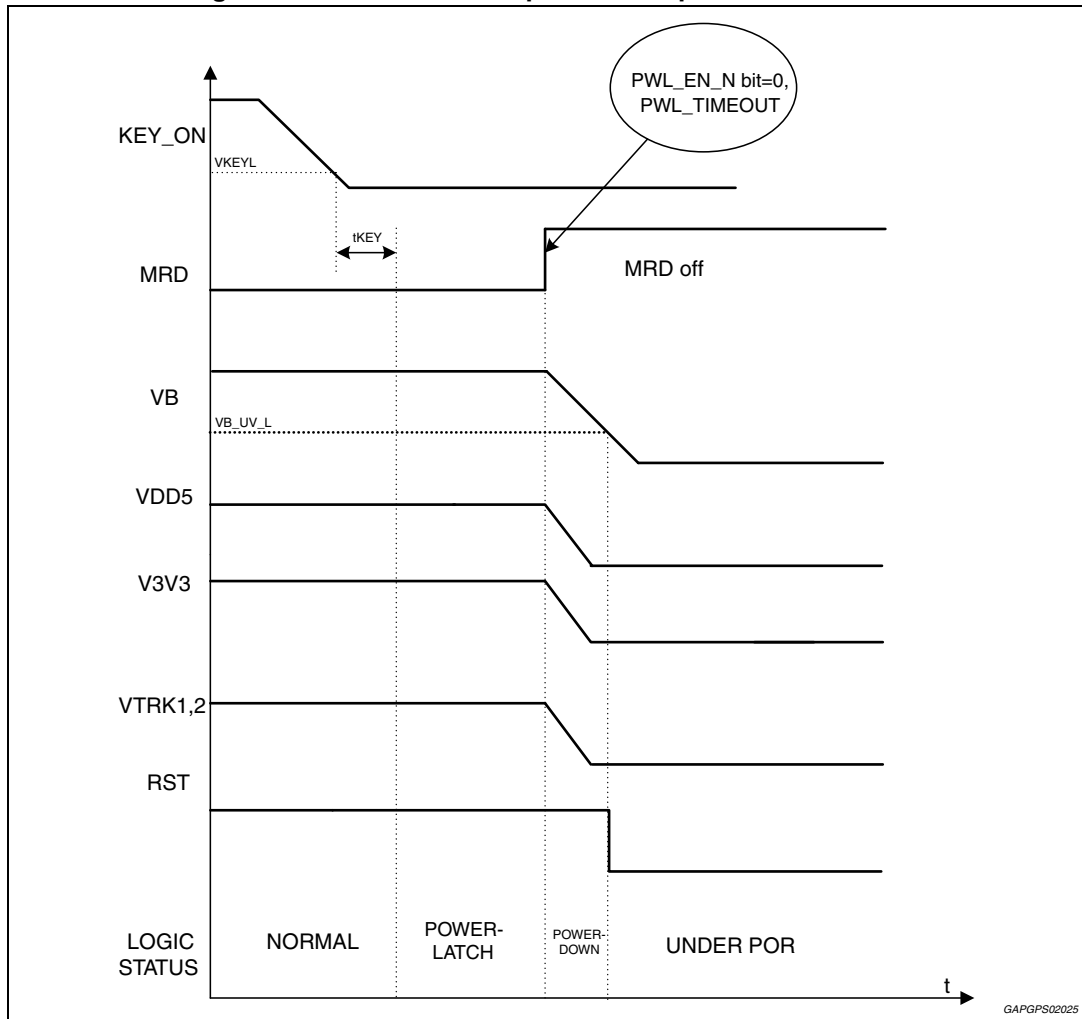 PWL_EN_N bit=0,
PWL_TIMEOUT
KEY_ON
VKEYL
tKEY
MRD
MRD off
VB
VB_UV_L
VDD5
V3V3
VTRK1,2
RST
LOGIC
STATUS
NORMAL
POWER-
LATCH
POWER-
DOWN
UNDER POR
t
GAPGPS02025